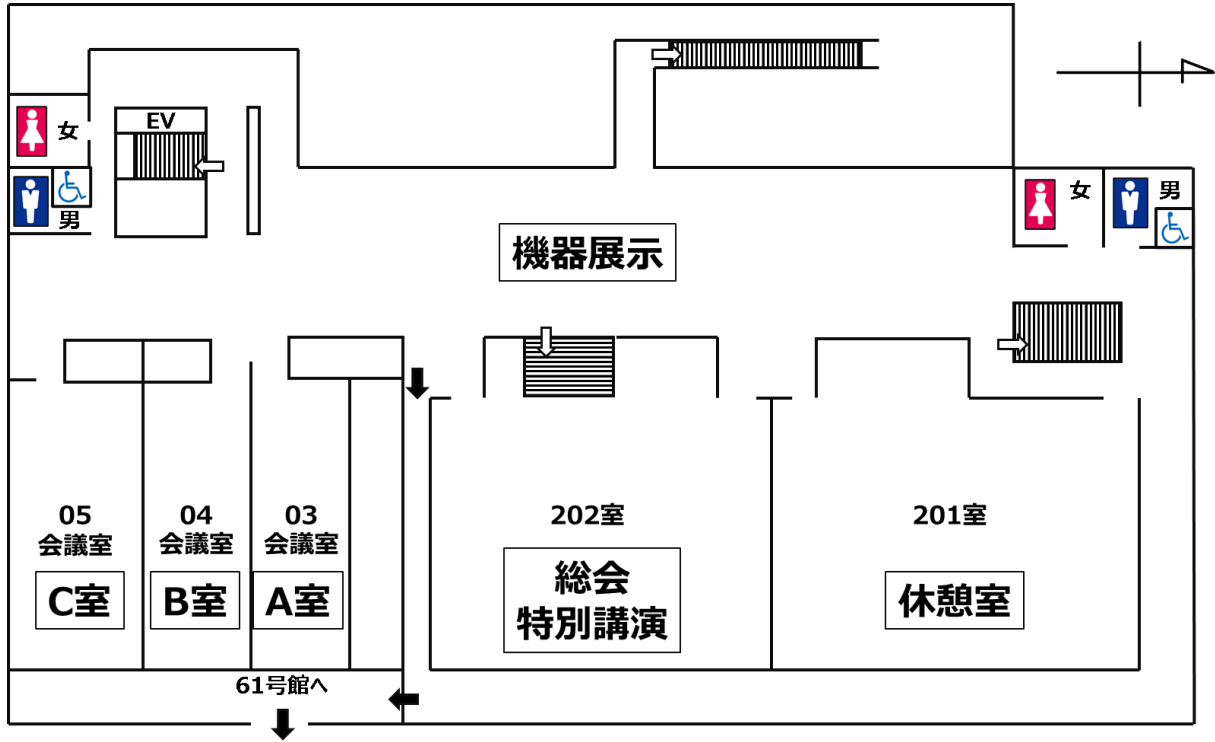 EV
女
男
女
男
機器展示
05
会議室
C室
04
会議室
B室
03
会議室
A室
202室
総会
特別講演
201室
休憩室
61号館へ